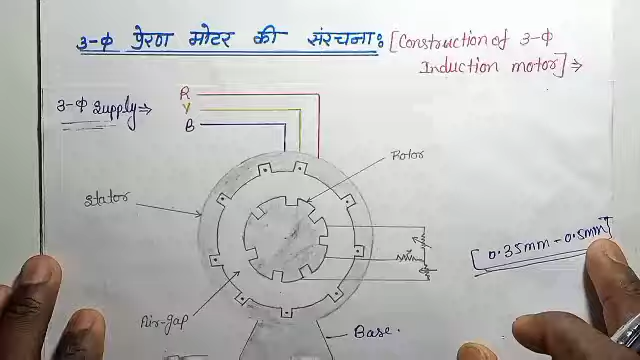 3-Φ प्रेरण मोटर की संरचना: [Construction of 3-Φ
Induction motor]⇒
3-Φ Supply⇒
R
Y
B
Rotor
Stator
[0.35mm - 0.5mm]
Air-gap
Base.